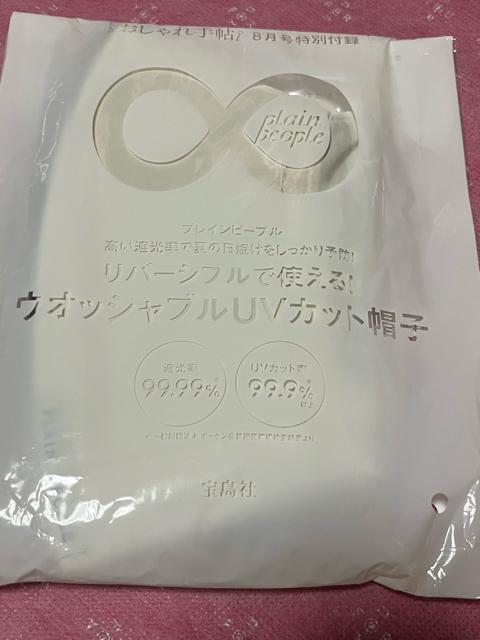 おしゃれ手帖 8月号特別付録
plain
people
プレインピープル
高い遮光率で夏の日焼けをしっかり予防!
リバーシブルで使える!
ウオッシャブルUVカット帽子
遮光率
99.99%
UVカット率
99.9%
以上
宝島社